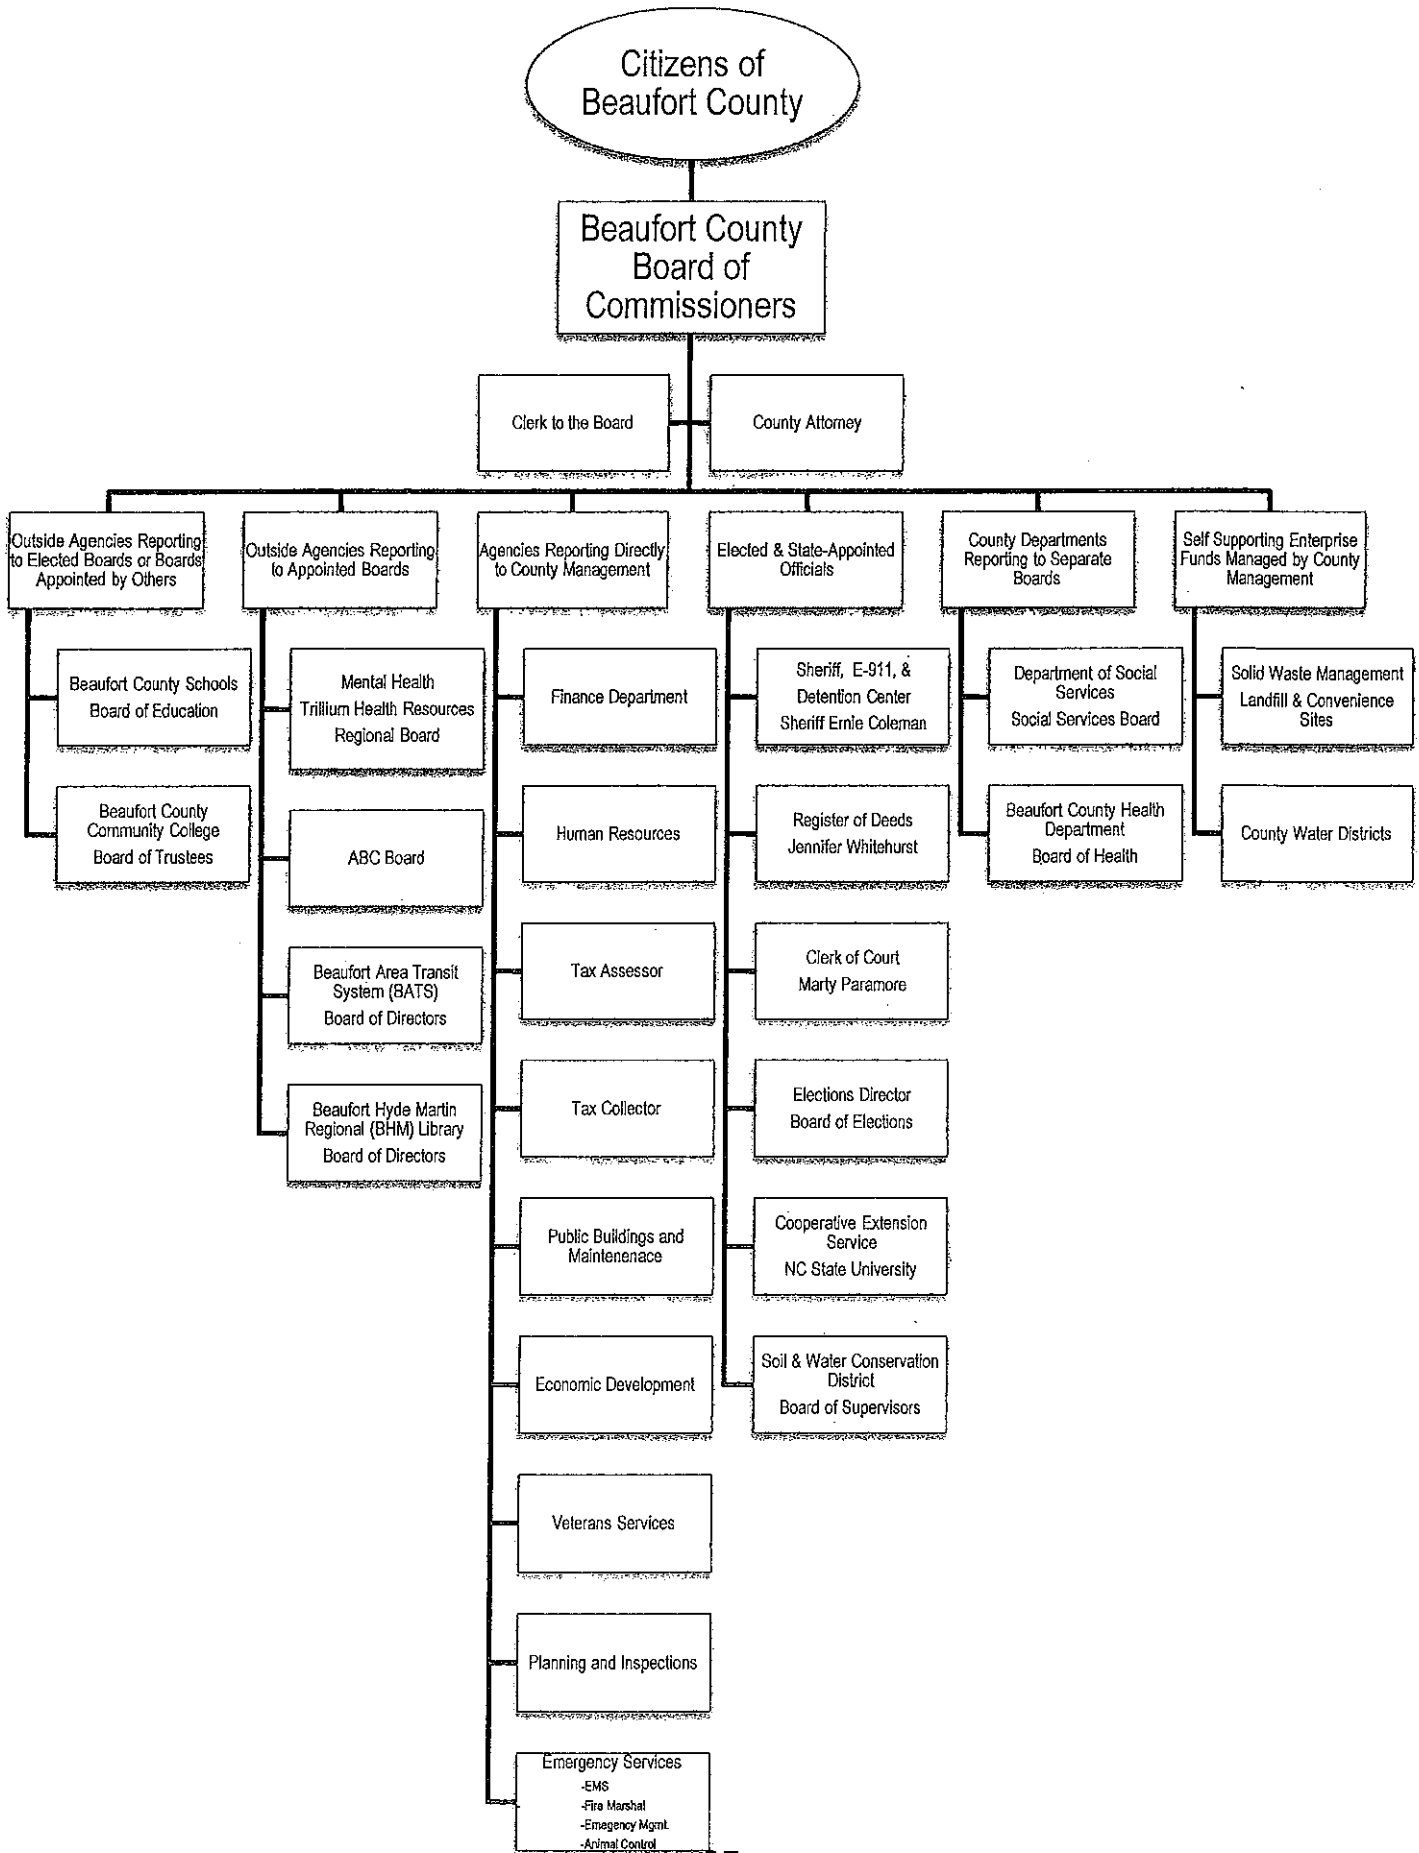 Citizens of
Beaufort County
Beaufort County
Board of
Commissioners
Clerk to the Board
County Attorney
Outside Agencies Reporting
to Elected Boards or Boards
Appointed by Others
Beaufort County Schools
Board of Education
Beaufort County
Community College
Board of Trustees
Outside Agencies Reporting
to Appointed Boards
Mental Health
Trillium Health Resources
Regional Board
ABC Board
Beaufort Area Transit
System (BATS)
Board of Directors
Beaufort Hyde Martin
Regional (BHM) Library
Board of Directors
Agencies Reporting Directly
to County Management
Finance Department
Human Resources
Tax Assessor
Tax Collector
Public Buildings and
Maintenenace
Economic Development
Veterans Services
Planning and Inspections
Emergency Services
-EMS
-Fire Marshal
-Emegency Mgmt.
-Animal Control
Elected & State-Appointed
Officials
Sheriff, E-911, &
Detention Center
Sheriff Ernie Coleman
Register of Deeds
Jennifer Whitehurst
Clerk of Court
Marty Paramore
Elections Director
Board of Elections
Cooperative Extension
Service
NC State University
Soil & Water Conservation
District
Board of Supervisors
County Departments
Reporting to Separate
Boards
Department of Social
Services
Social Services Board
Beaufort County Health
Department
Board of Health
Self Supporting Enterprise
Funds Managed by County
Management
Solid Waste Management
Landfill & Convenience
Sites
County Water Districts